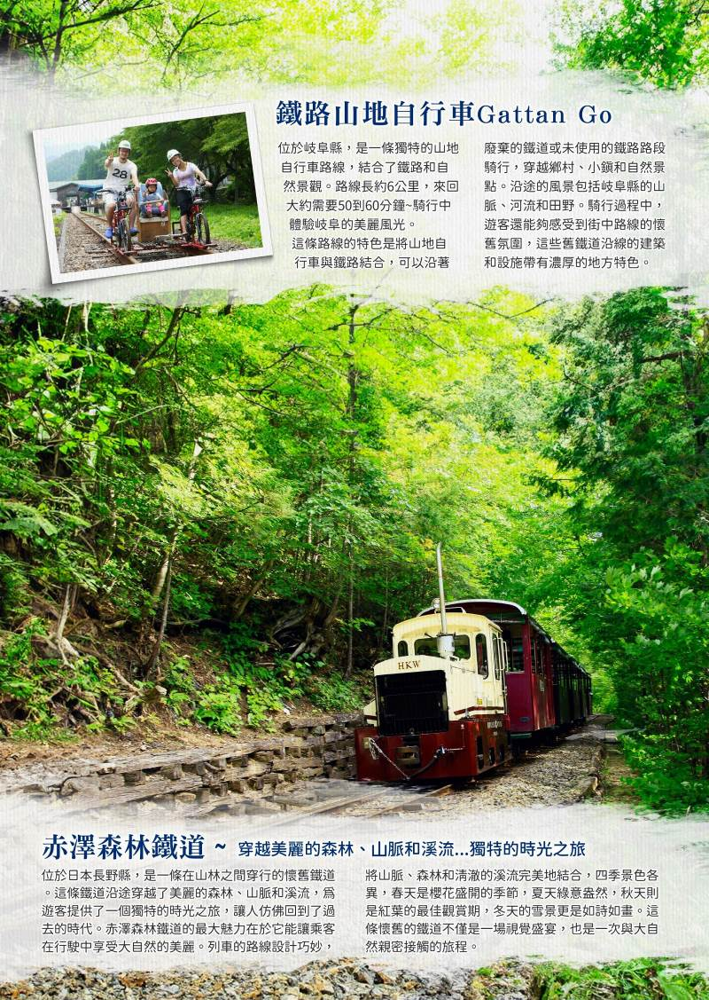 鐵路山地自行車Gattan Go
位於岐阜縣，是一條獨特的山地
自行車路線，結合了鐵路和自
然景觀。路線長約6公里，來回
大約需要50到60分鐘~騎行中
體驗岐阜的美麗風光。
這條路線的特色是將山地自
行車與鐵路結合，可以沿著
廢棄的鐵道或未使用的鐵路路段
騎行，穿越鄉村、小鎮和自然景
點。沿途的風景包括岐阜縣的山
脈、河流和田野。騎行過程中，
遊客還能夠感受到街中路線的懷
舊氛圍，這些舊鐵道沿線的建築
和設施帶有濃厚的地方特色。
28
HKW
赤澤森林鐵道 ~ 穿越美麗的森林、山脈和溪流...獨特的時光之旅
位於日本長野縣，是一條在山林之間穿行的懷舊鐵道
。這條鐵道沿途穿越了美麗的森林、山脈和溪流，為
遊客提供了一個獨特的時光之旅，讓人仿佛回到了過
去的時代。赤澤森林鐵道的最大魅力在於它能讓乘客
在行駛中享受大自然的美麗。列車的路線設計巧妙，
將山脈、森林和清澈的溪流完美地結合，四季景色各
異，春天是櫻花盛開的季節，夏天綠意盎然，秋天則
是紅葉的最佳觀賞期，冬天的雪景更是如詩如畫。這
條懷舊的鐵道不僅是一場視覺盛宴，也是一次與大自
然親密接觸的旅程。